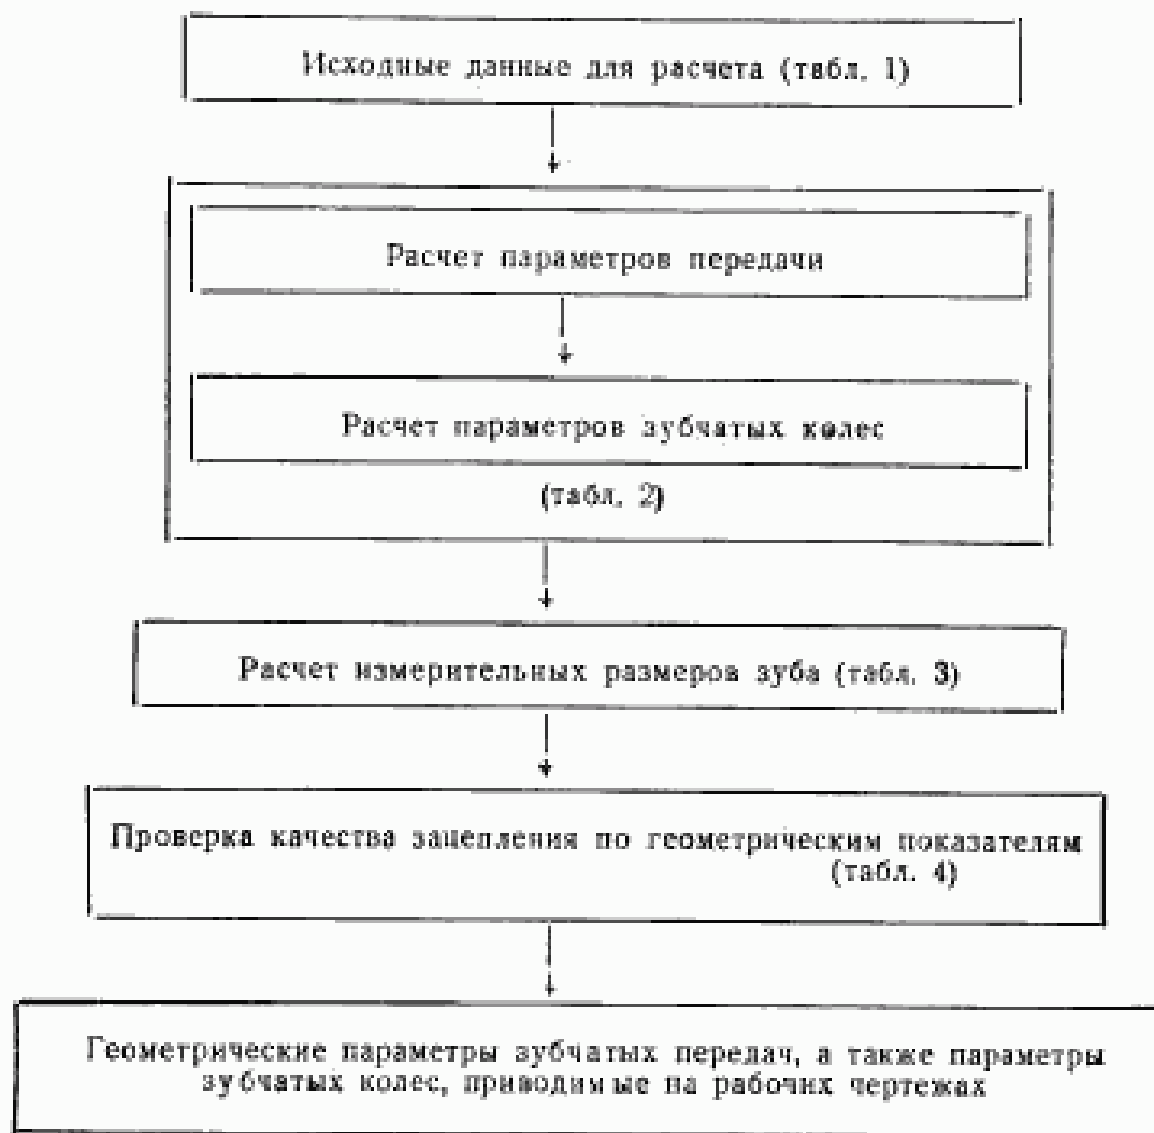 Исходные данные для расчета (табл. 1)
Расчет параметров передачи
Расчет параметров зубчатых колес
(табл. 2)
Расчет измерительных размеров зуба (табл. 3)
Проверка качества зацепления по геометрическим показателям
(табл. 4)
Геометрические параметры зубчатых передач, а также параметры
зубчатых колес, приводимые на рабочих чертежах